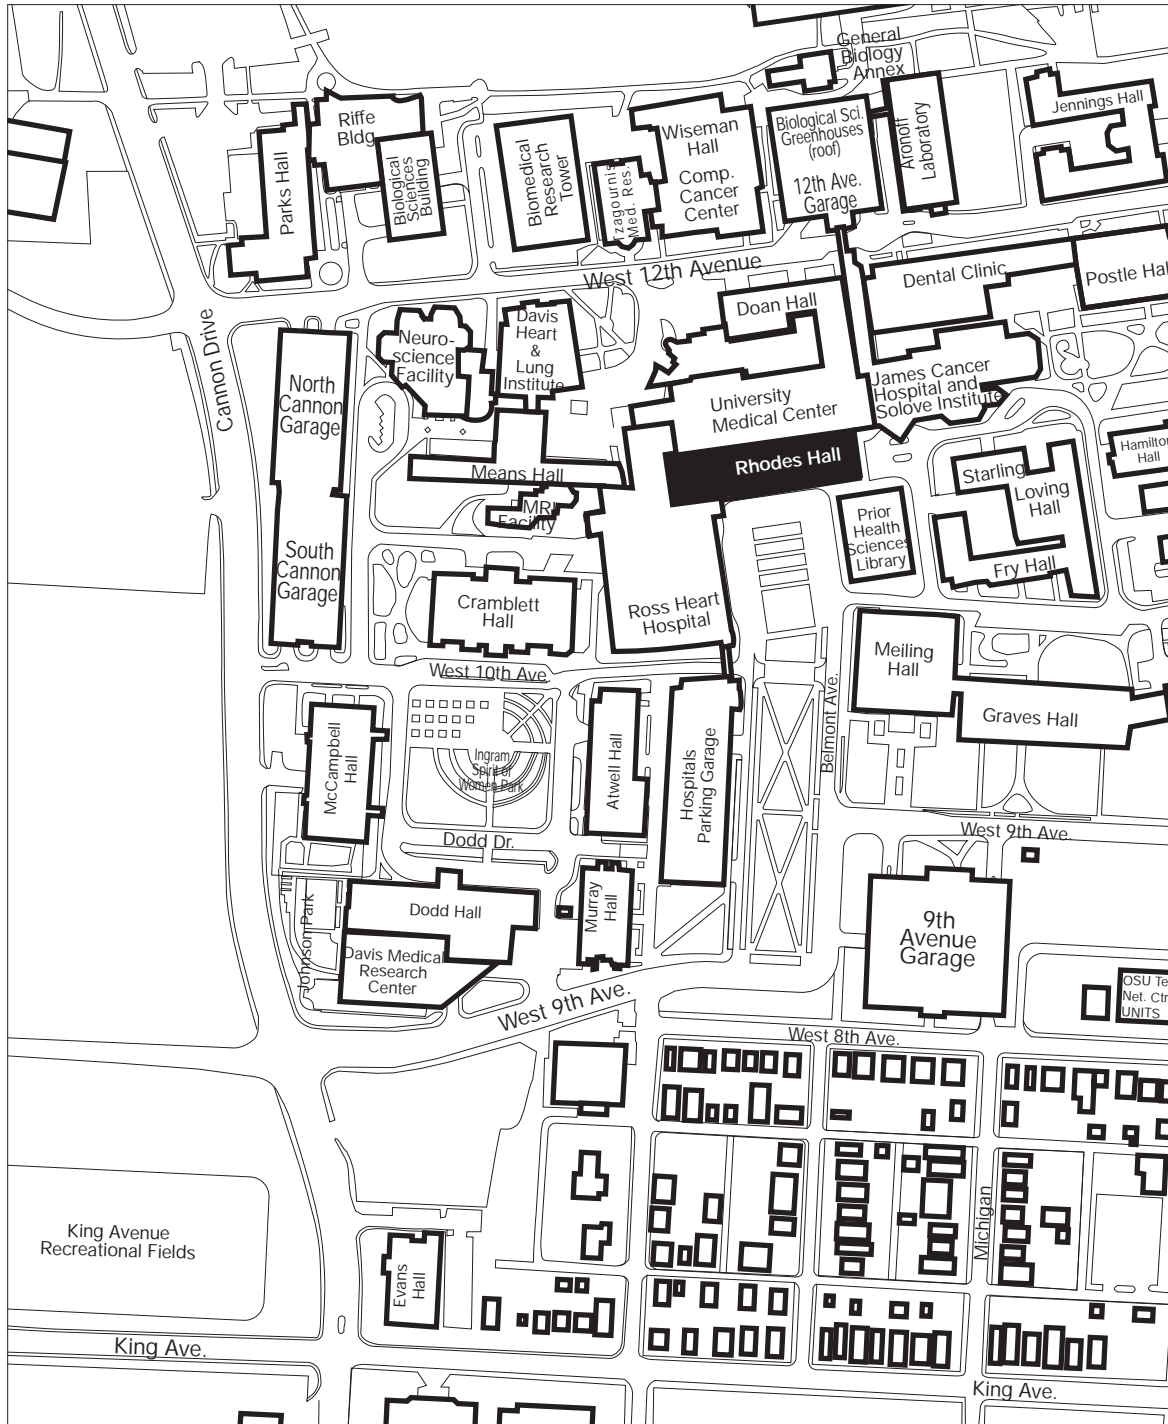 General
Biology
Annex
Jennings Hall
Riffe
Bldg.
Parks Hall
Biological
Sciences
Building
Biomedical
Research
Tower
Tzagournis
Med. Res.
Wiseman
Hall
Comp.
Cancer
Center
Biological Sci.
Greenhouses
(roof)
12th Ave.
Garage
Aronoff
Laboratory
West 12th Avenue
Dental Clinic
Postle Hal
Doan Hall
Cannon Drive
Neuro-
science
Facility
Davis
Heart
&
Lung
Institute
North
Cannon
Garage
University
Medical Center
James Cancer
Hospital and
Solove Institute
Rhodes Hall
Means Hall
MRI
Facility
Starling
Loving
Hall
Hamilton
Hall
Prior
Health
Sciences
Library
Fry Hall
South
Cannon
Garage
Cramblett
Hall
Ross Heart
Hospital
Meiling
Hall
West 10th Ave.
Graves Hall
Belmont Ave.
McCampbell
Hall
Ingram
Spirit of
Women Park
Atwell Hall
Hospitals
Parking Garage
West 9th Ave.
Dodd Dr.
Johnson Park
Dodd Hall
Murray
Hall
9th
Avenue
Garage
Davis Medical
Research
Center
OSU Te
Net. Ctr
UNITS
West 9th Ave.
West 8th Ave.
Michigan
King Avenue
Recreational Fields
Evans
Hall
King Ave.
King Ave.